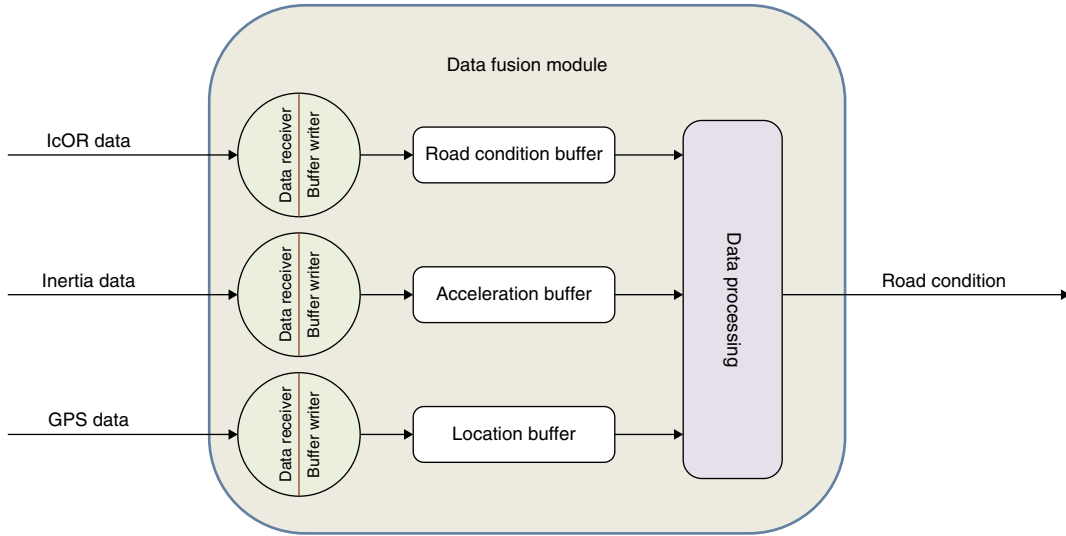 Data fusion module
IcOR data
Data receiver
Buffer writer
Road condition buffer
Inertia data
Data receiver
Buffer writer
Acceleration buffer
Data processing
Road condition
GPS data
Data receiver
Buffer writer
Location buffer